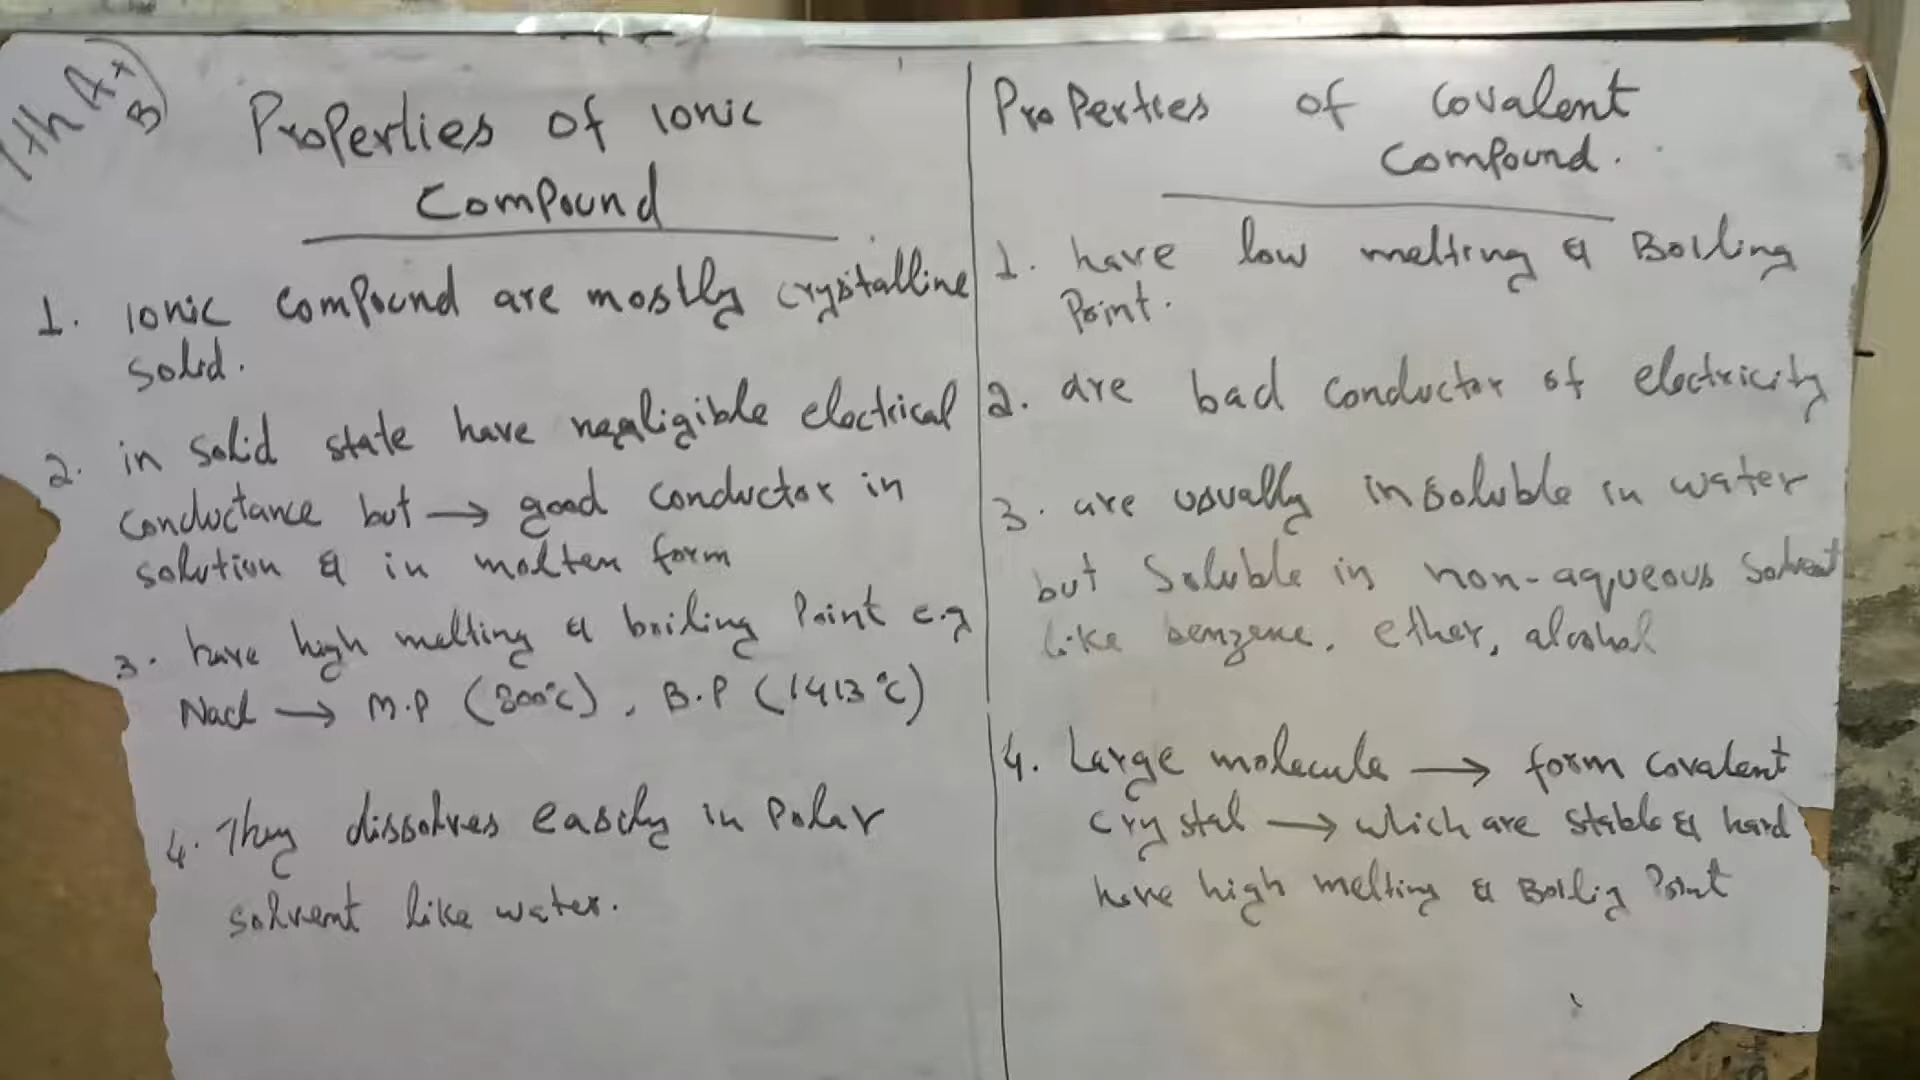 Properties of ionic
Compound
1. ionic compound are mostly crystalline
solid.
2. in solid state have negligible electrical
conductance but → good conductor in
solution & in molten form
3. have high melting & boiling Point e.g
Nacl → M.P (800°c), B.P (1413°c)
4. They dissolves easily in Polar
solvent like water.
Properties of covalent
Compound.
1. have low melting & Boiling
Point.
2. are bad conductor of electricity
3. are usually insoluble in water
but soluble in non-aqueous solvent
like benzene, ether, alcohol
4. Large molecule → form covalent
crystal → which are stable & hard
have high melting & Boilig Point